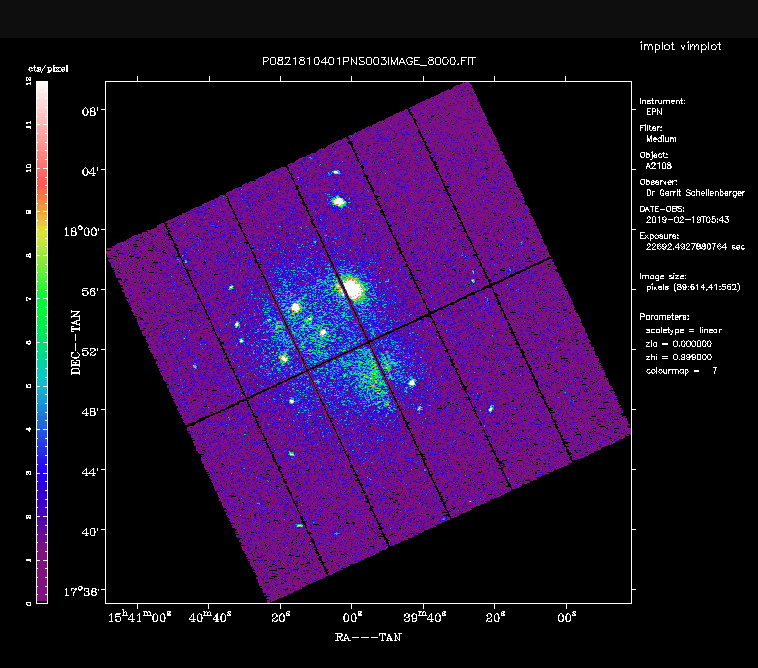 implot vimplot
P0821810401PNS003IMAGE_8000.FIT
cts/pixel
12
11
10
9
8
7
6
5
4
3
2
1
0
DEC---TAN
08'
04'
18°00'
56'
52'
48'
44'
40'
17°36'
15h41m00s
40m40s
20s
00s
39m40s
20s
00s
RA---TAN
Instrument:
EPN
Filter:
Medium
Object:
A2108
Observer:
Dr Gerrit Schellenberger
DATE-OBS:
2019-02-19T05:43
Exposure:
22692.4927880764 sec
Image size:
pixels (89:614,41:562)
Parameters:
scaletype = linear
zlo = 0.000000
zhi = 0.999000
colourmap = 7